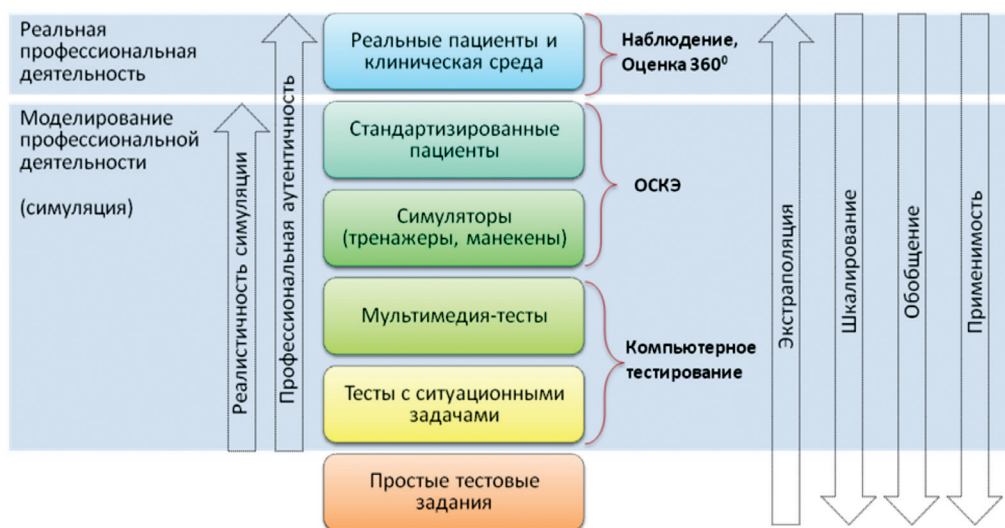 Реальная
профессиональная
деятельность
Моделирование
профессиональной
деятельности
(симуляция)
Реалистичность симуляции
Профессиональная аутентичность
Реальные пациенты и
клиническая среда
Стандартизированные
пациенты
Симуляторы
(тренажеры, манекены)
Мультимедия-тесты
Тесты с ситуационными
задачами
Простые тестовые
задания
Наблюдение,
Оценка 360⁰
ОСКЭ
Компьютерное
тестирование
Экстраполяция
Шкалирование
Обобщение
Применимость